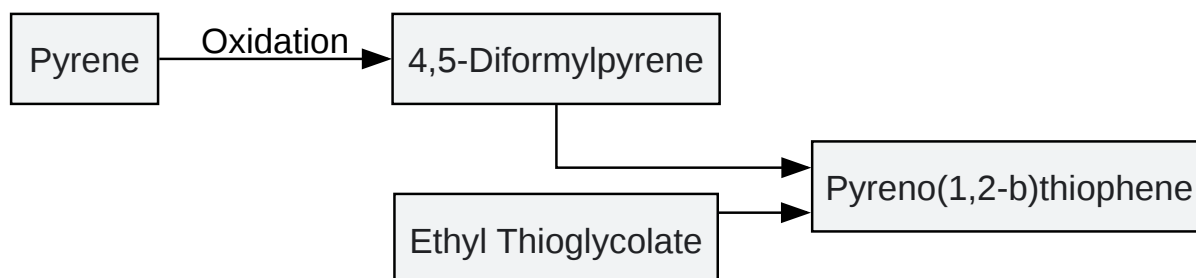 Pyrene
Oxidation
4,5-Diformylpyrene
Ethyl Thioglycolate
Pyreno(1,2-b)thiophene